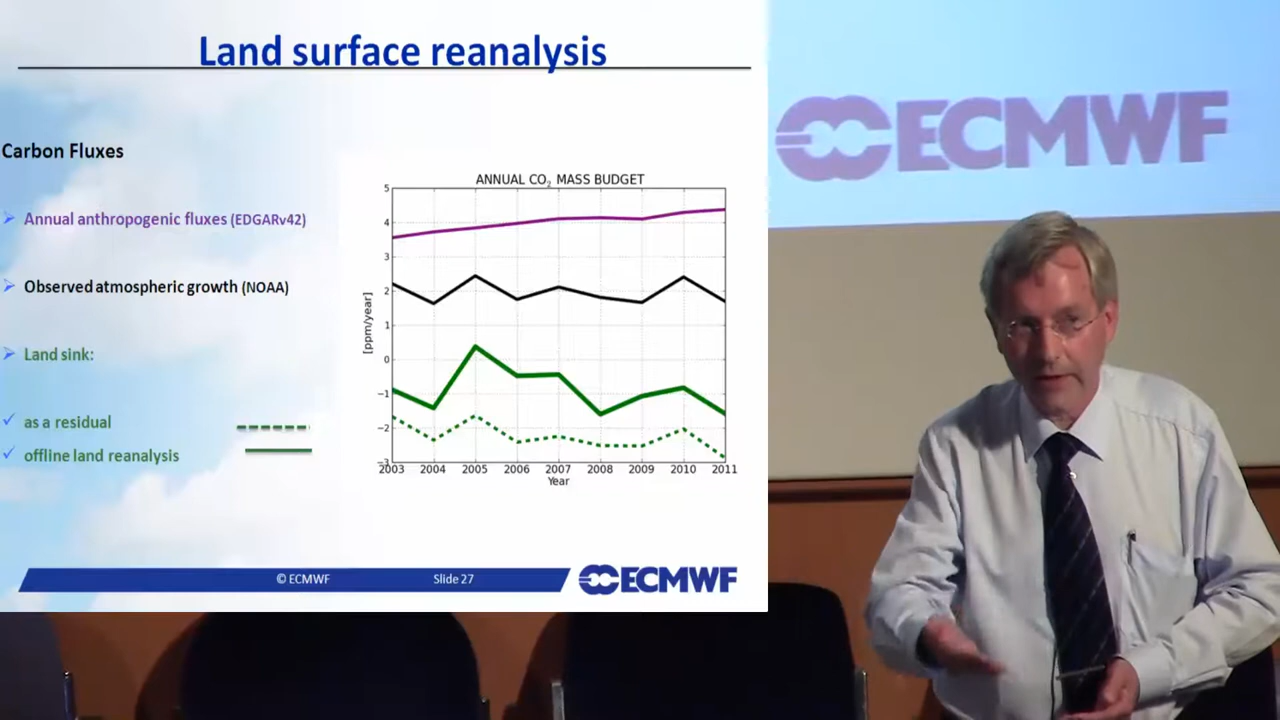 Land surface reanalysis
Carbon Fluxes
Annual anthropogenic fluxes (EDGARv42)
Observed atmospheric growth (NOAA)
Land sink:
as a residual
offline land reanalysis
ANNUAL CO₂ MASS BUDGET
5
4
3
2
1
0
−1
−2
−3
[ppm/year]
2003 2004 2005 2006 2007 2008 2009 2010 2011
Year
© ECMWF Slide 27
ECMWF
ECMWF